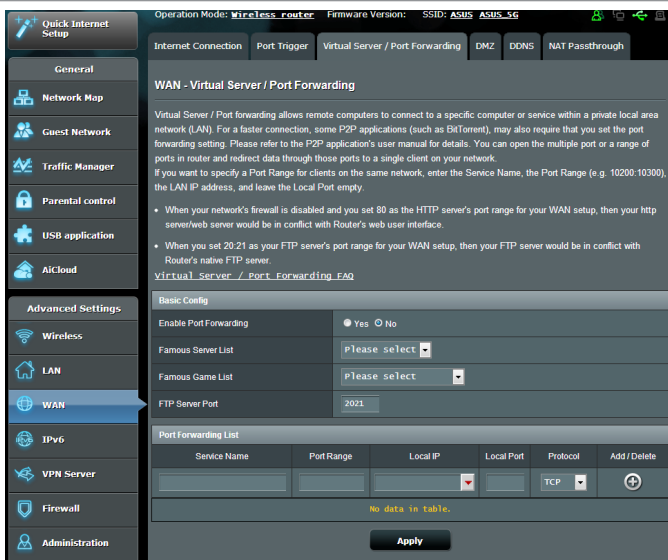 Quick Internet
Setup
General
Network Map
Guest Network
Traffic Manager
Parental control
USB application
AiCloud
Advanced Settings
Wireless
LAN
WAN
IPv6
VPN Server
Firewall
Administration
Operation Mode: Wireless router Firmware Version: SSID: ASUS ASUS_5G
Internet Connection Port Trigger Virtual Server / Port Forwarding DMZ DDNS NAT Passthrough
WAN - Virtual Server / Port Forwarding
Virtual Server / Port forwarding allows remote computers to connect to a specific computer or service within a private local area
network (LAN). For a faster connection, some P2P applications (such as BitTorrent), may also require that you set the port
forwarding setting. Please refer to the P2P application's user manual for details. You can open the multiple port or a range of
ports in router and redirect data through those ports to a single client on your network.
If you want to specify a Port Range for clients on the same network, enter the Service Name, the Port Range (e.g. 10200:10300),
the LAN IP address, and leave the Local Port empty.
• When your network's firewall is disabled and you set 80 as the HTTP server's port range for your WAN setup, then your http
server/web server would be in conflict with Router's web user interface.
• When you set 20:21 as your FTP server's port range for your WAN setup, then your FTP server would be in conflict with
Router's native FTP server.
Virtual Server / Port Forwarding FAQ
Basic Config
Enable Port Forwarding Yes No
Famous Server List Please select
Famous Game List Please select
FTP Server Port 2021
Port Forwarding List
Service Name Port Range Local IP Local Port Protocol Add / Delete
TCP
No data in table.
Apply